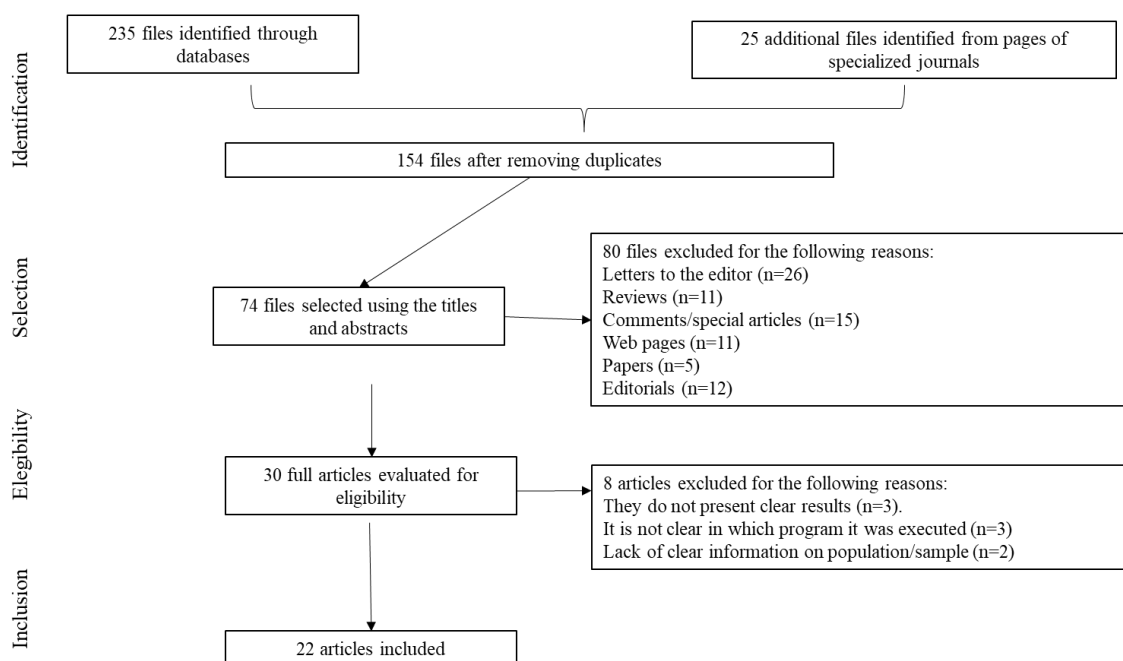 235 files identified through
databases
25 additional files identified from pages of
specialized journals
Identification
154 files after removing duplicates
80 files excluded for the following reasons:
Letters to the editor (n=26)
Reviews (n=11)
Comments/special articles (n=15)
Web pages (n=11)
Papers (n=5)
Editorials (n=12)
Selection
74 files selected using the titles
and abstracts
Elegibility
30 full articles evaluated for
eligibility
8 articles excluded for the following reasons:
They do not present clear results (n=3).
It is not clear in which program it was executed (n=3)
Lack of clear information on population/sample (n=2)
Inclusion
22 articles included